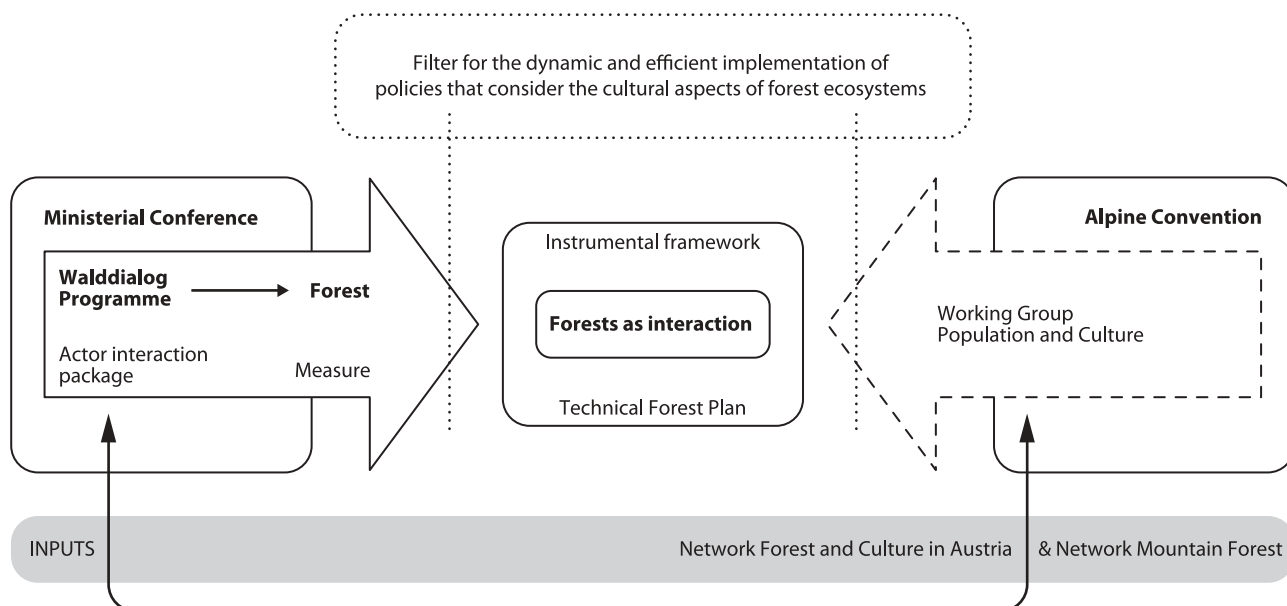 Filter for the dynamic and efficient implementation of
policies that consider the cultural aspects of forest ecosystems
Ministerial Conference
Walddialog
Programme
Forest
Actor interaction
package
Measure
Instrumental framework
Forests as interaction
Technical Forest Plan
Alpine Convention
Working Group
Population and Culture
INPUTS
Network Forest and Culture in Austria & Network Mountain Forest